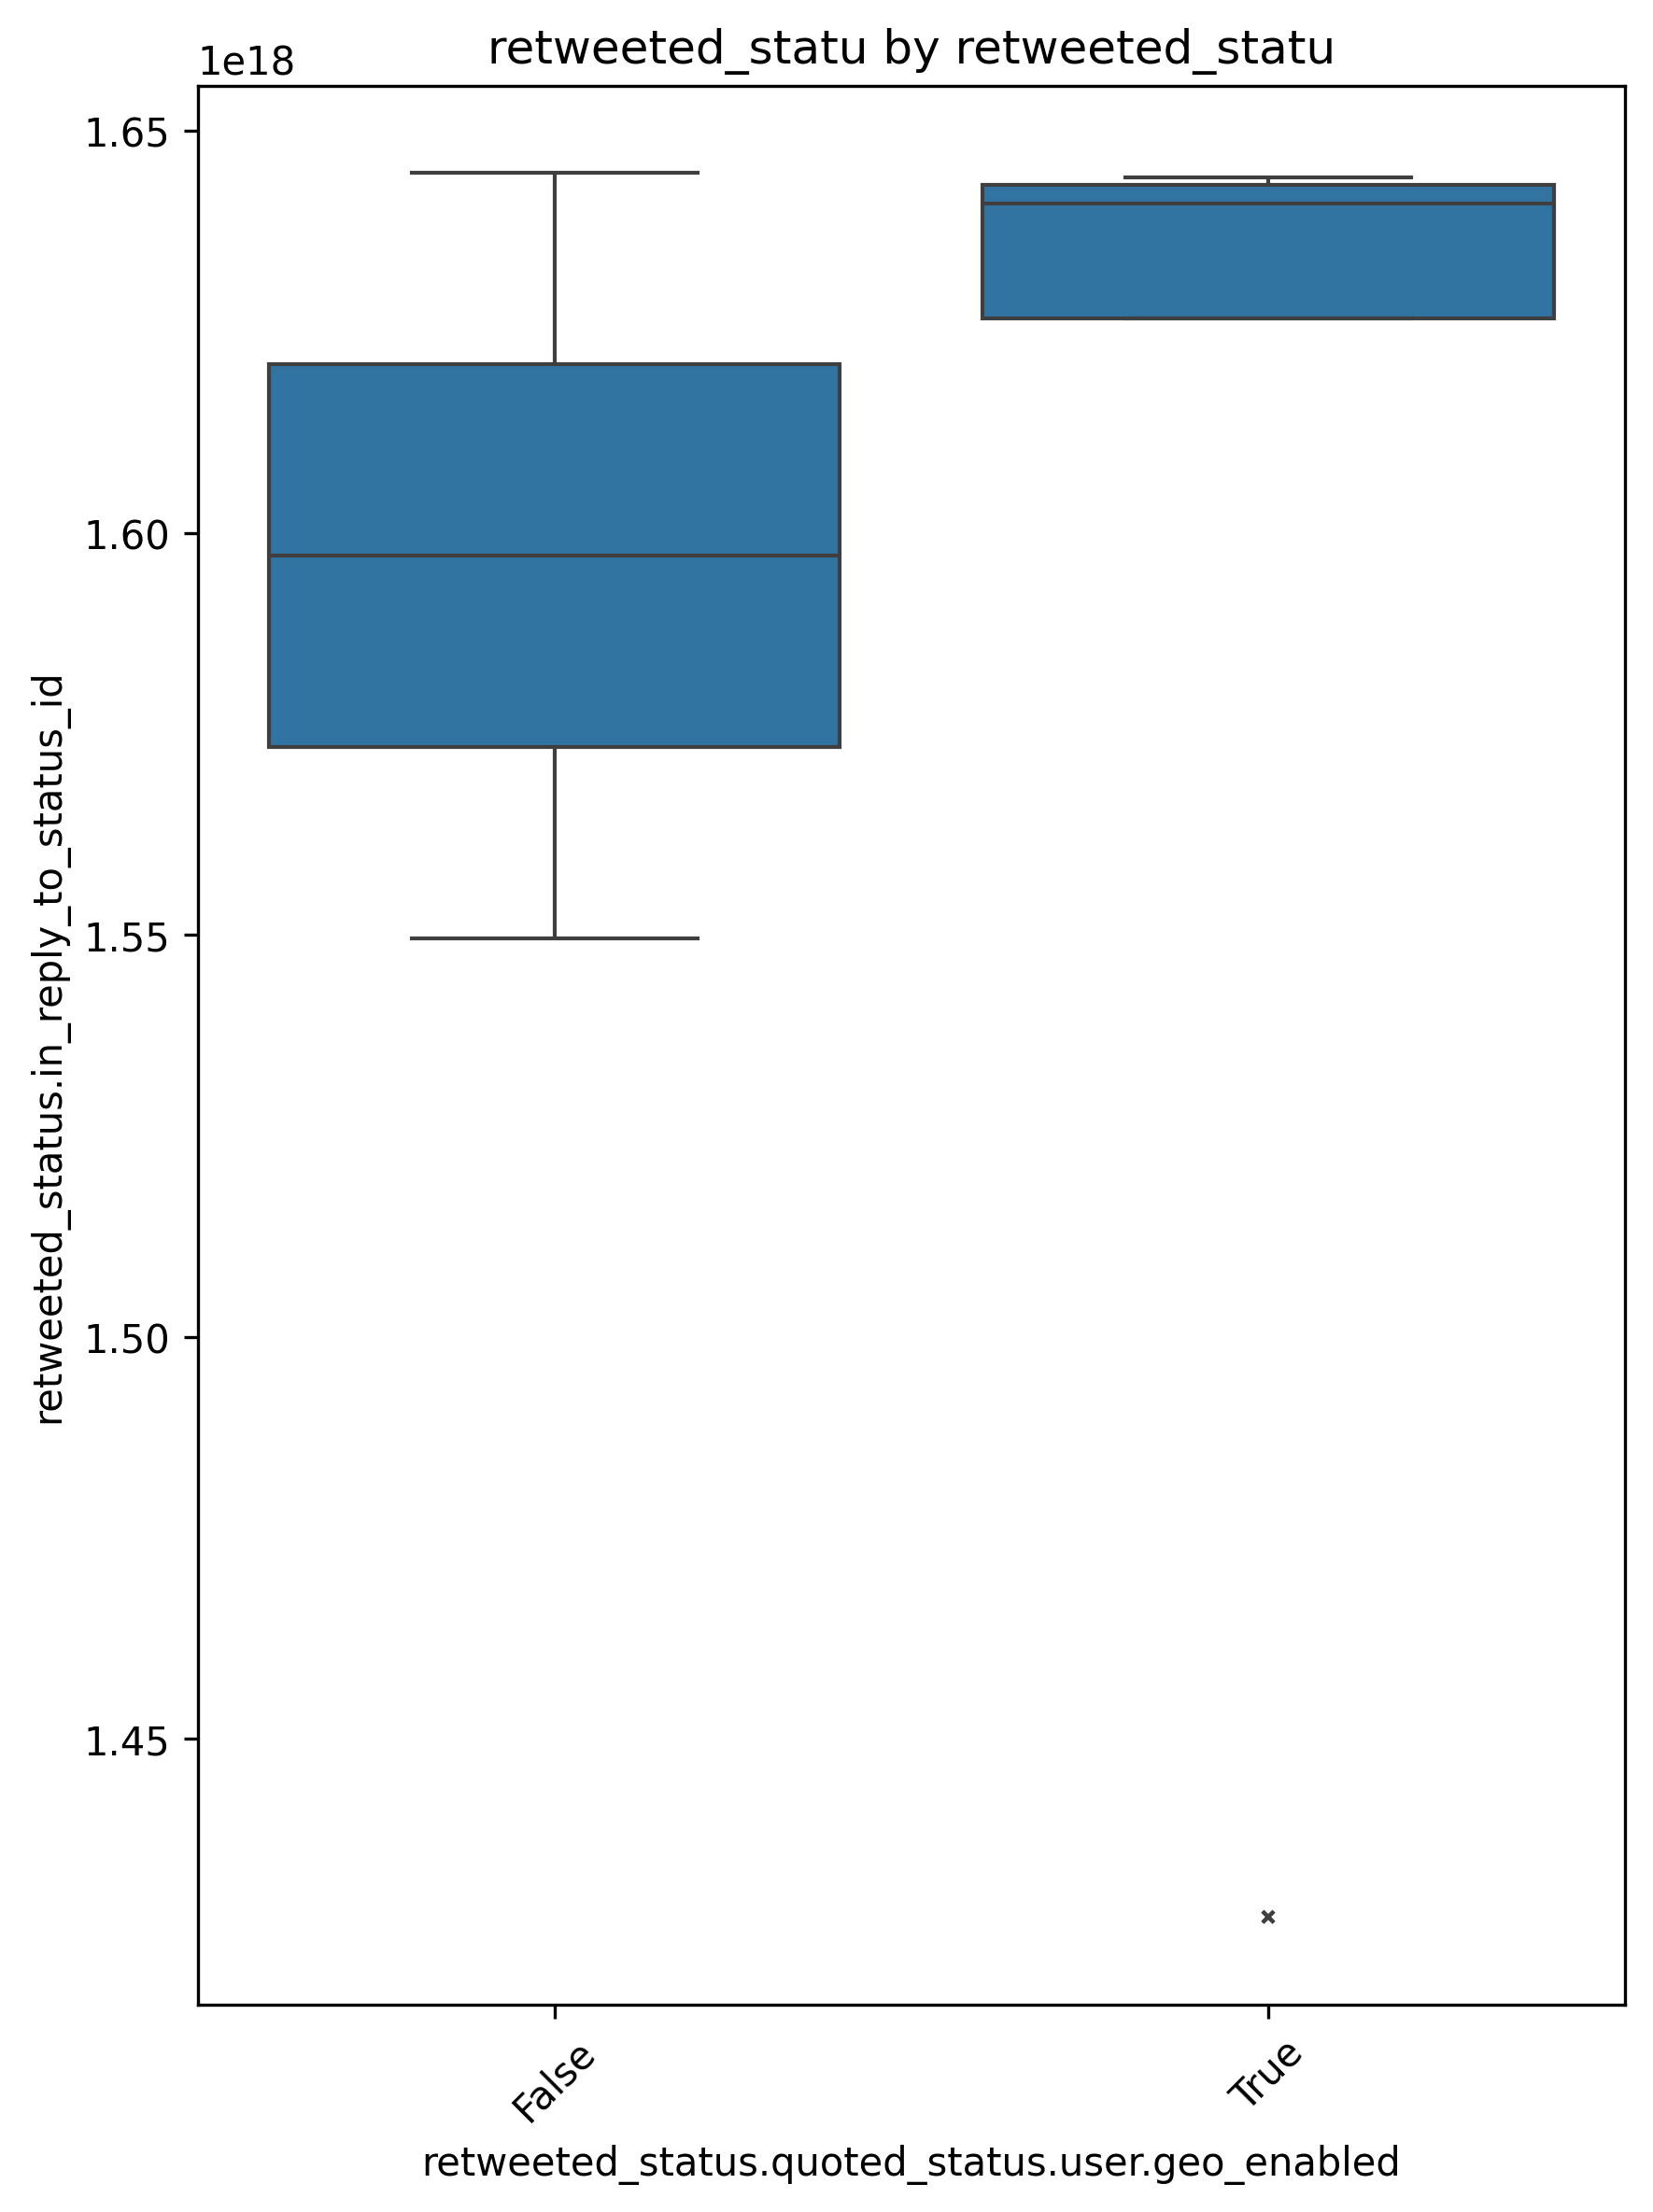 retweeted_statu by retweeted_statu
1e18
1.65
1.60
1.55
1.50
1.45
retweeted_status.in_reply_to_status_id
False
True
retweeted_status.quoted_status.user.geo_enabled